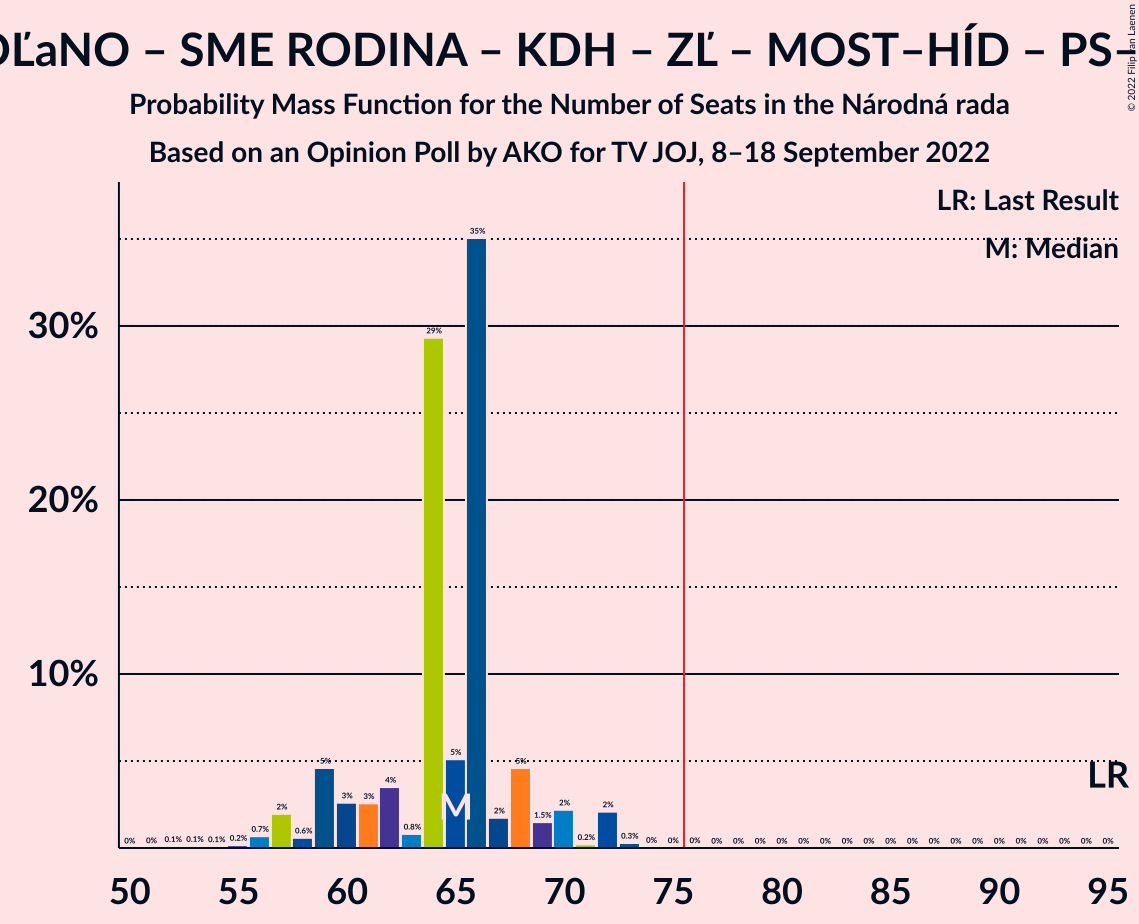 OĽaNO – SME RODINA – KDH – ZĽ – MOST–HÍD – PS–
© 2022 Filip van Laenen
Probability Mass Function for the Number of Seats in the Národná rada
Based on an Opinion Poll by AKO for TV JOJ, 8–18 September 2022
LR: Last Result
M: Median
30%
20%
10%
0% 0% 0.1% 0.1% 0.1% 0.2% 0.7% 2% 0.6% 5% 3% 3% 4% 0.8% 29% 5% 35% 2% 5% 1.5% 2% 0.2% 2% 0.3% 0% 0% 0% 0% 0% 0% 0% 0% 0% 0% 0% 0% 0% 0% 0% 0% 0% 0% 0% 0% 0% 0%
M
LR
50 55 60 65 70 75 80 85 90 95